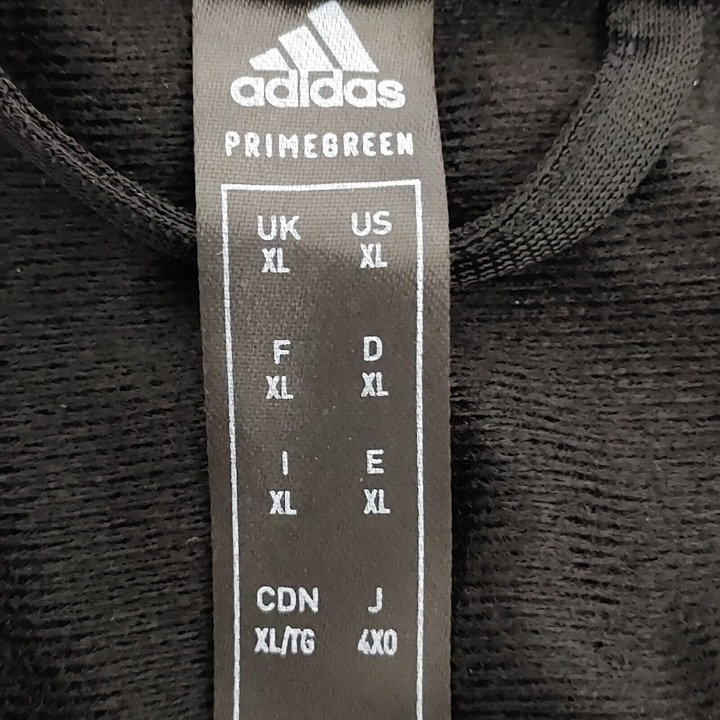 adidas
PRIMEGREEN
UK US
XL XL
F D
XL XL
I E
XL XL
CDN J
XL/TG 4XO